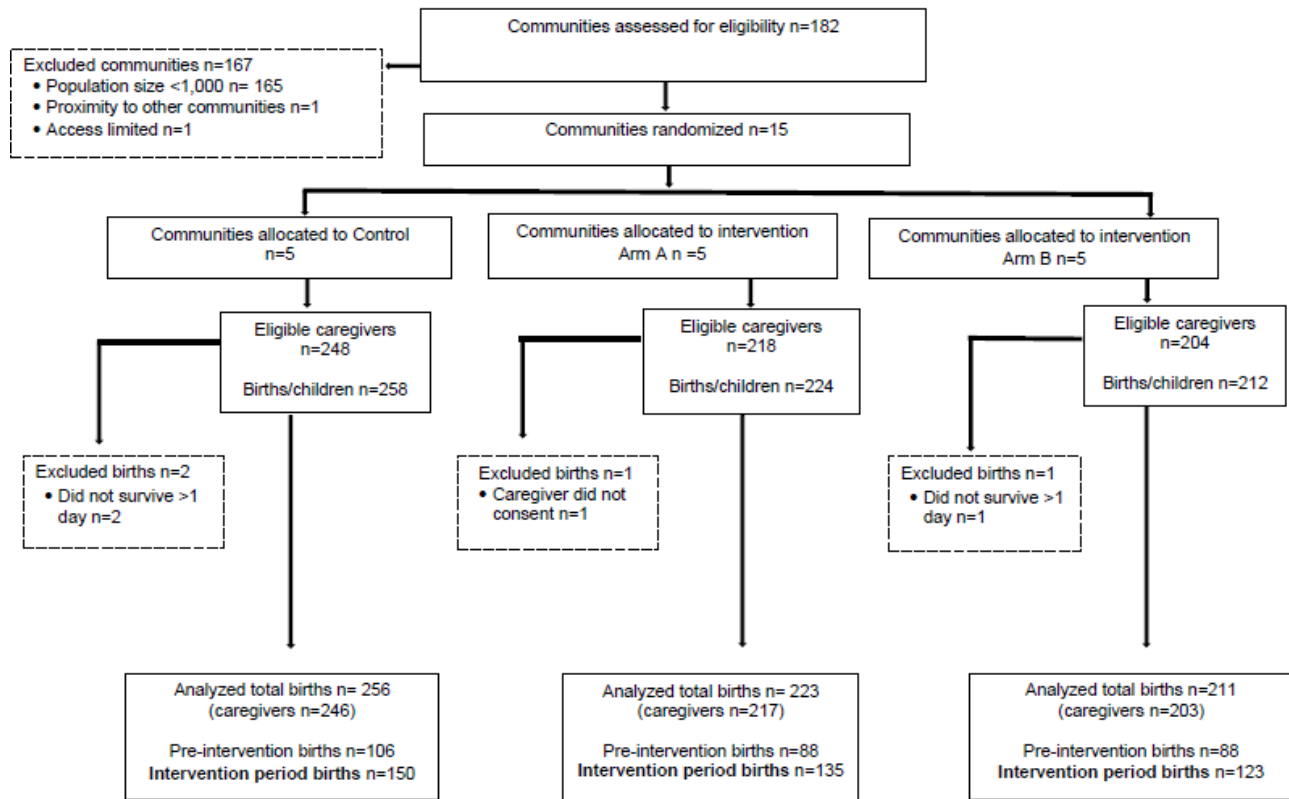 Communities assessed for eligibility n=182
Excluded communities n=167
• Population size <1,000 n= 165
• Proximity to other communities n=1
• Access limited n=1
Communities randomized n=15
Communities allocated to Control
n=5
Communities allocated to intervention
Arm A n =5
Communities allocated to intervention
Arm B n=5
Eligible caregivers
n=248
Births/children n=258
Eligible caregivers
n=218
Births/children n=224
Eligible caregivers
n=204
Births/children n=212
Excluded births n=2
• Did not survive >1
day n=2
Excluded births n=1
• Caregiver did not
consent n=1
Excluded births n=1
• Did not survive >1
day n=1
Analyzed total births n= 256
(caregivers n=246)
Pre-intervention births n=106
Intervention period births n=150
Analyzed total births n= 223
(caregivers n=217)
Pre-intervention births n=88
Intervention period births n=135
Analyzed total births n=211
(caregivers n=203)
Pre-intervention births n=88
Intervention period births n=123